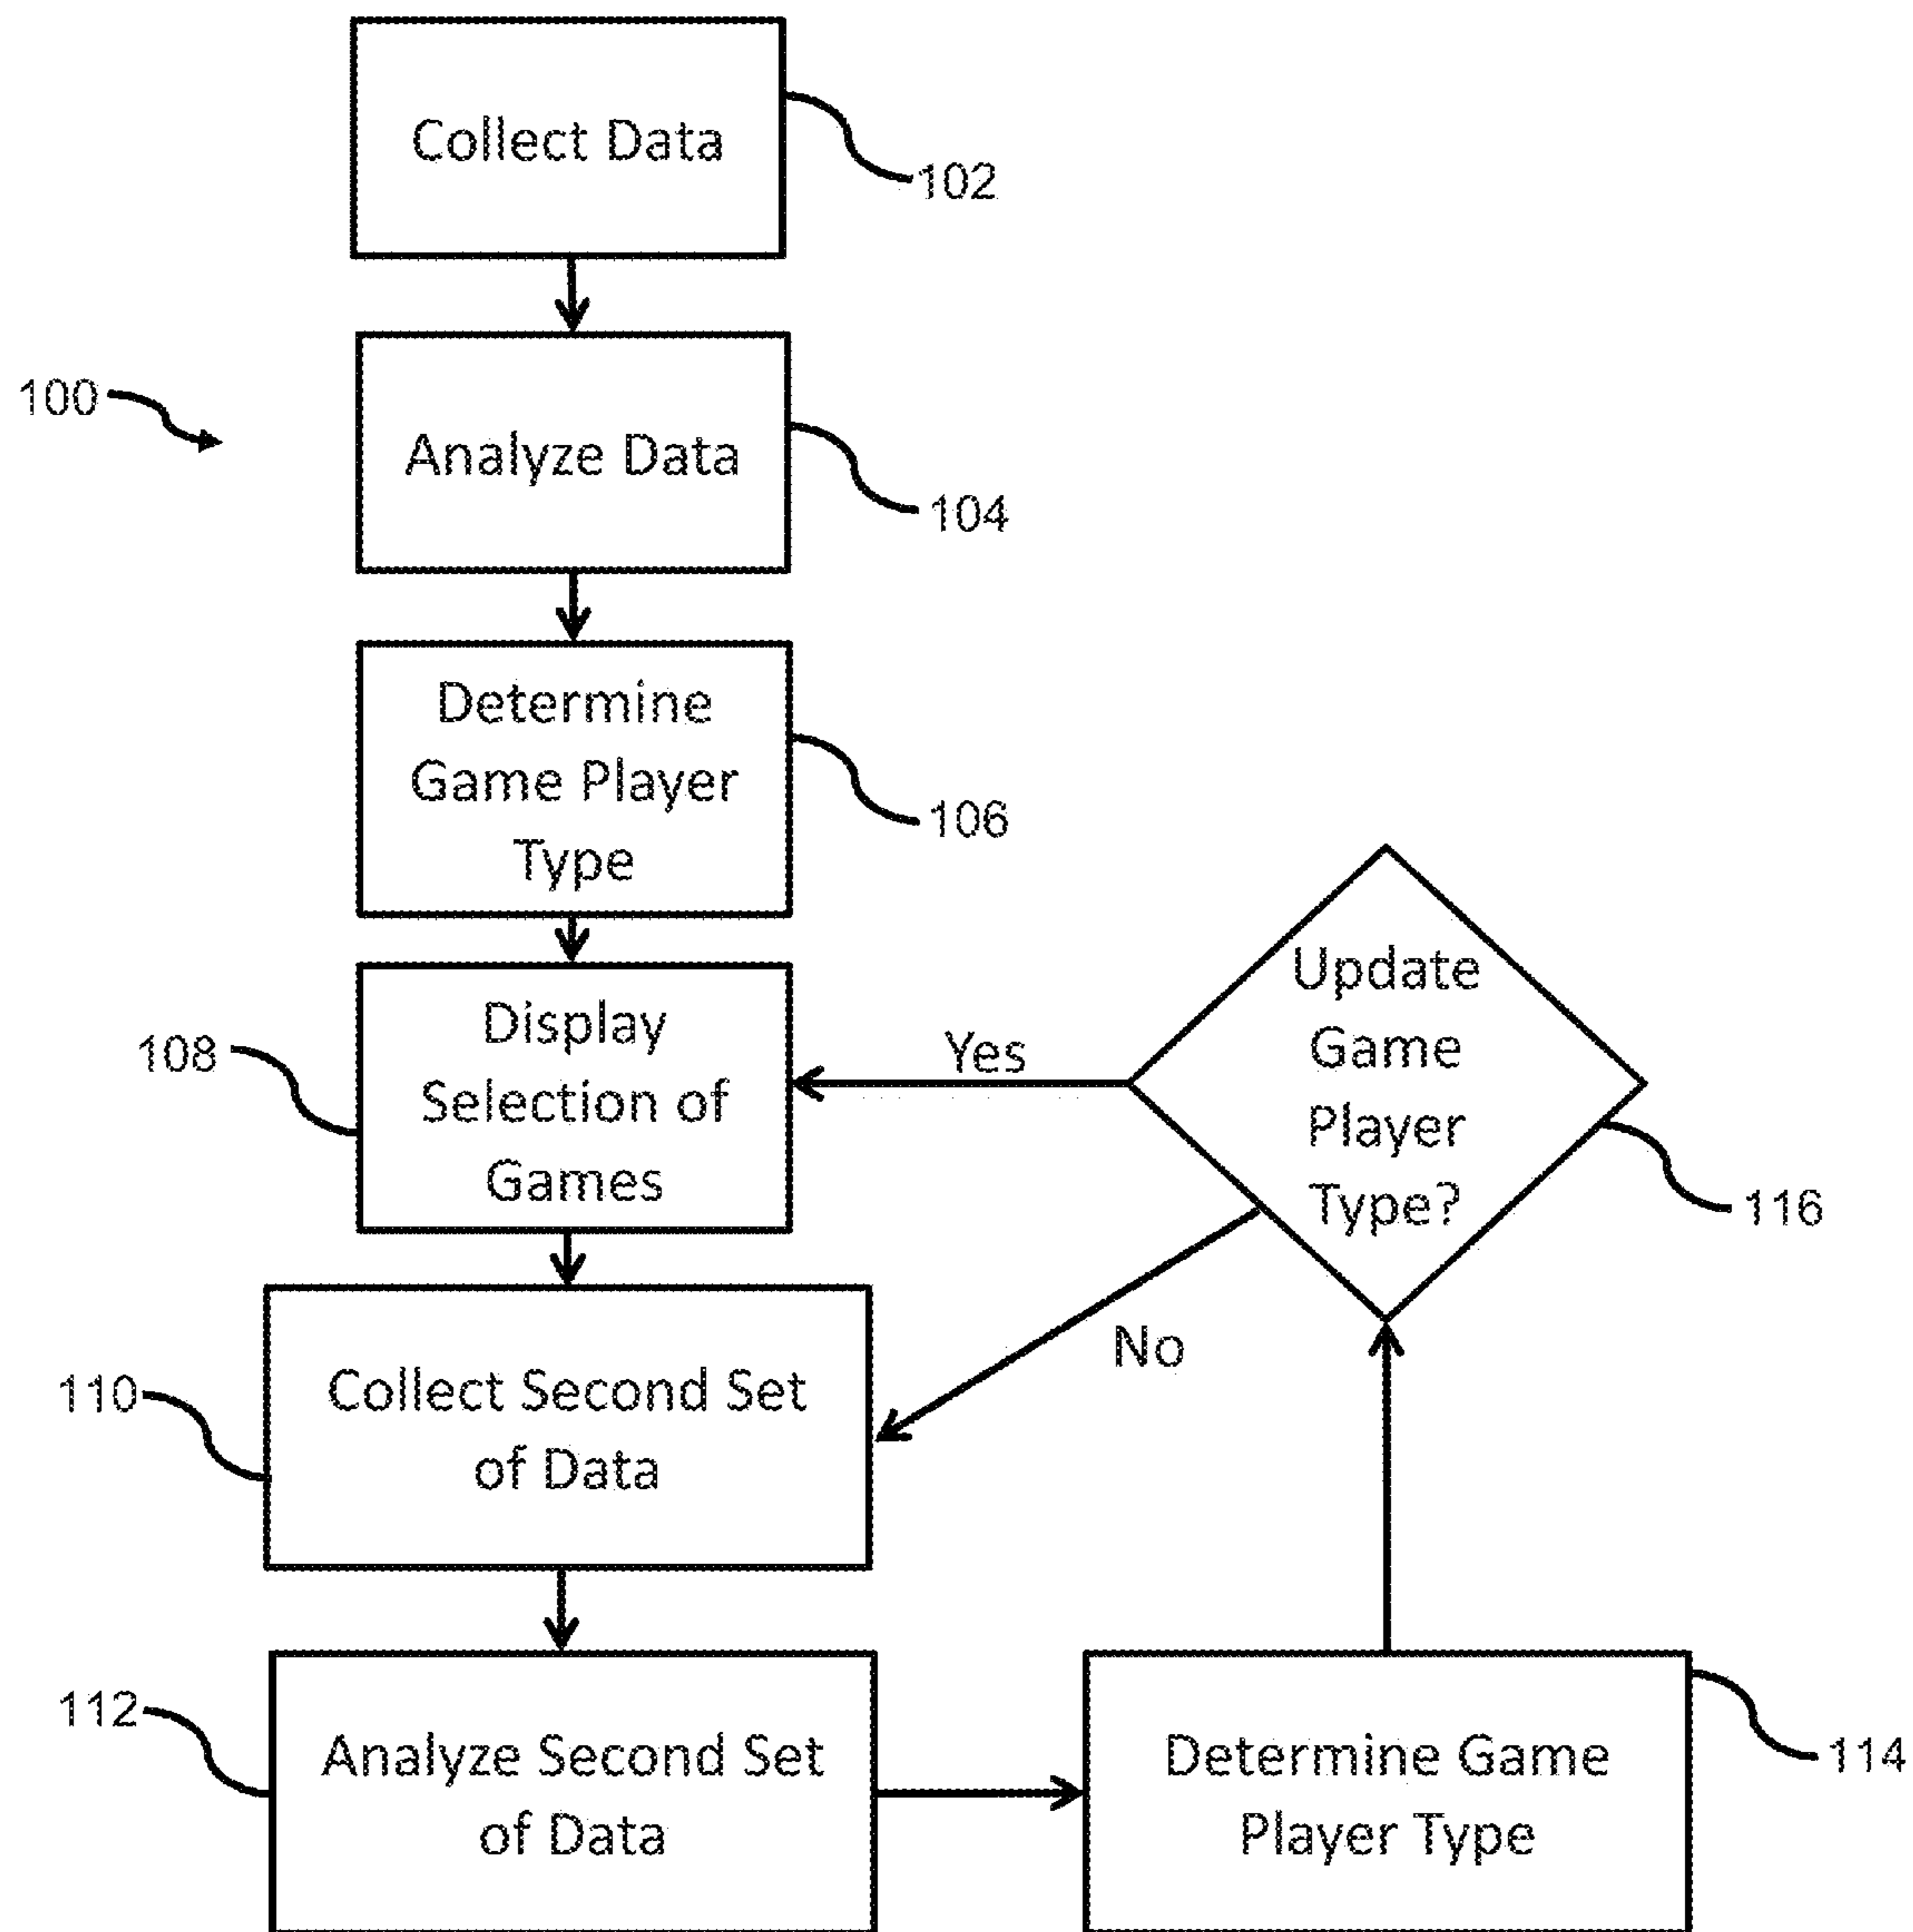 Collect Data
102
100
Analyze Data
104
Determine
Game Player
Type
106
108
Display
Selection of
Games
Yes
Update
Game
Player
Type?
116
No
110
Collect Second Set
of Data
112
Analyze Second Set
of Data
Determine Game
Player Type
114